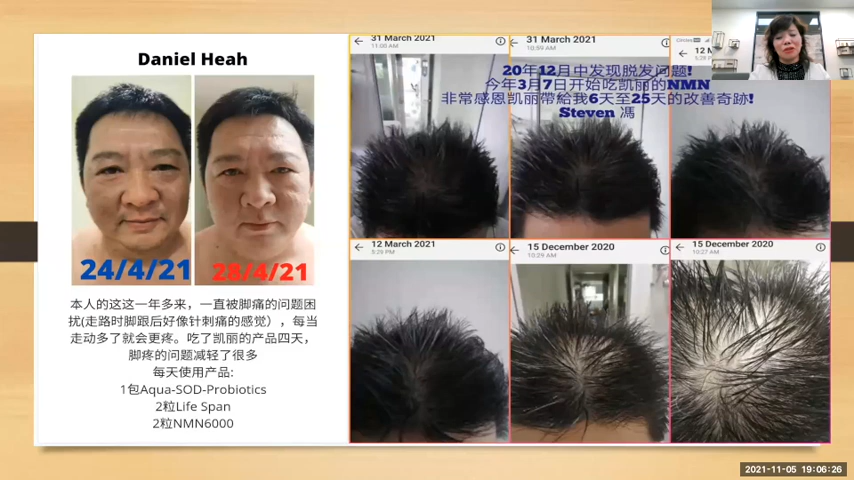 Daniel Heah
24/4/21
28/4/21
本人的这这一年多来，一直被脚痛的问题困
扰(走路时脚跟后好像针刺痛的感觉），每当
走动多了就会更疼。吃了凯丽的产品四天，
脚疼的问题减轻了很多
每天使用产品:
1包Aqua-SOD-Probiotics
2粒Life Span
2粒NMN6000
31 March 2021
11:00 AM
31 March 2021
10:59 AM
12 M
20年12月中发现脱发问题!
今年3月7日开始吃凯丽的NMN
非常感恩凯丽帶給我6天至25天的改善奇跡!
Steven 馮
12 March 2021
5:29 PM
15 December 2020
10:29 AM
15 December 2020
10:27 AM
2021-11-05 19:06:26